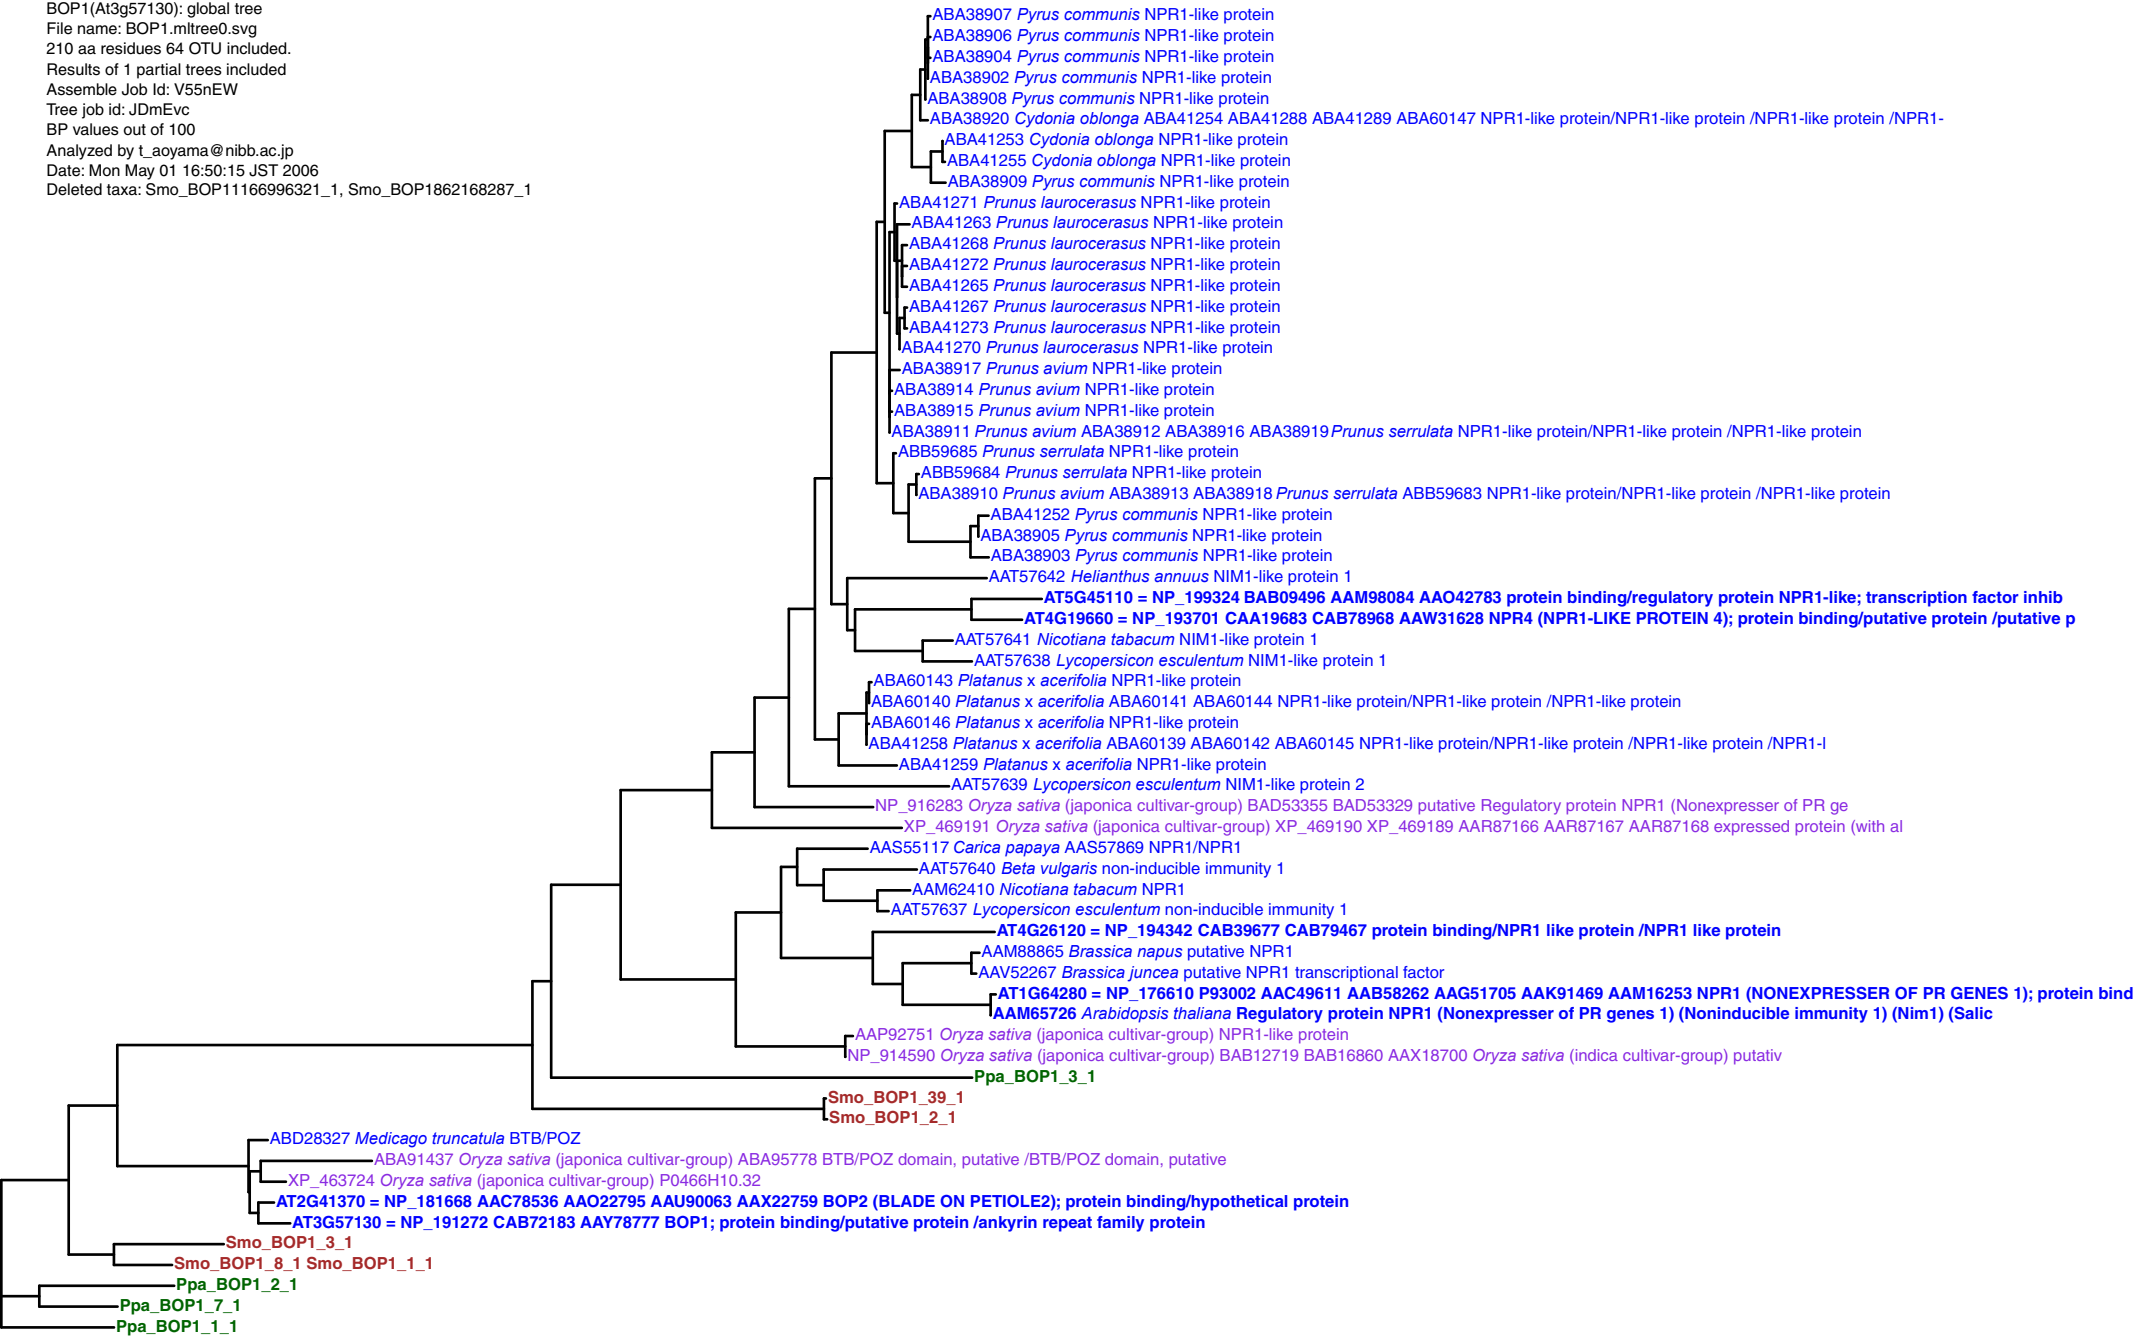 BOP1(At3g57130): global tree
File name: BOP1.mltree0.svg
210 aa residues 64 OTU included.
Results of 1 partial trees included
Assemble Job Id: V55nEW
Tree job id: JDmEvc
BP values out of 100
Analyzed by t_aoyama@nibb.ac.jp
Date: Mon May 01 16:50:15 JST 2006
Deleted taxa: Smo_BOP11166996321_1, Smo_BOP1862168287_1
ABA38907 Pyrus communis NPR1-like protein
ABA38906 Pyrus communis NPR1-like protein
ABA38904 Pyrus communis NPR1-like protein
ABA38902 Pyrus communis NPR1-like protein
ABA38908 Pyrus communis NPR1-like protein
ABA38920 Cydonia oblonga ABA41254 ABA41288 ABA41289 ABA60147 NPR1-like protein/NPR1-like protein /NPR1-like protein /NPR1-
ABA41253 Cydonia oblonga NPR1-like protein
ABA41255 Cydonia oblonga NPR1-like protein
ABA38909 Pyrus communis NPR1-like protein
ABA41271 Prunus laurocerasus NPR1-like protein
ABA41263 Prunus laurocerasus NPR1-like protein
ABA41268 Prunus laurocerasus NPR1-like protein
ABA41272 Prunus laurocerasus NPR1-like protein
ABA41265 Prunus laurocerasus NPR1-like protein
ABA41267 Prunus laurocerasus NPR1-like protein
ABA41273 Prunus laurocerasus NPR1-like protein
ABA41270 Prunus laurocerasus NPR1-like protein
ABA38917 Prunus avium NPR1-like protein
ABA38914 Prunus avium NPR1-like protein
ABA38915 Prunus avium NPR1-like protein
ABA38911 Prunus avium ABA38912 ABA38916 ABA38919 Prunus serrulata NPR1-like protein/NPR1-like protein /NPR1-like protein
ABB59685 Prunus serrulata NPR1-like protein
ABB59684 Prunus serrulata NPR1-like protein
ABA38910 Prunus avium ABA38913 ABA38918 Prunus serrulata ABB59683 NPR1-like protein/NPR1-like protein /NPR1-like protein
ABA41252 Pyrus communis NPR1-like protein
ABA38905 Pyrus communis NPR1-like protein
ABA38903 Pyrus communis NPR1-like protein
AAT57642 Helianthus annuus NIM1-like protein 1
AT5G45110 = NP_199324 BAB09496 AAM98084 AAO42783 protein binding/regulatory protein NPR1-like; transcription factor inhib
AT4G19660 = NP_193701 CAA19683 CAB78968 AAW31628 NPR4 (NPR1-LIKE PROTEIN 4); protein binding/putative protein /putative p
AAT57641 Nicotiana tabacum NIM1-like protein 1
AAT57638 Lycopersicon esculentum NIM1-like protein 1
ABA60143 Platanus x acerifolia NPR1-like protein
ABA60140 Platanus x acerifolia ABA60141 ABA60144 NPR1-like protein/NPR1-like protein /NPR1-like protein
ABA60146 Platanus x acerifolia NPR1-like protein
ABA41258 Platanus x acerifolia ABA60139 ABA60142 ABA60145 NPR1-like protein/NPR1-like protein /NPR1-like protein /NPR1-l
ABA41259 Platanus x acerifolia NPR1-like protein
AAT57639 Lycopersicon esculentum NIM1-like protein 2
NP_916283 Oryza sativa (japonica cultivar-group) BAD53355 BAD53329 putative Regulatory protein NPR1 (Nonexpresser of PR ge
XP_469191 Oryza sativa (japonica cultivar-group) XP_469190 XP_469189 AAR87166 AAR87167 AAR87168 expressed protein (with al
AAS55117 Carica papaya AAS57869 NPR1/NPR1
AAT57640 Beta vulgaris non-inducible immunity 1
AAM62410 Nicotiana tabacum NPR1
AAT57637 Lycopersicon esculentum non-inducible immunity 1
AT4G26120 = NP_194342 CAB39677 CAB79467 protein binding/NPR1 like protein /NPR1 like protein
AAM88865 Brassica napus putative NPR1
AAV52267 Brassica juncea putative NPR1 transcriptional factor
AT1G64280 = NP_176610 P93002 AAC49611 AAB58262 AAG51705 AAK91469 AAM16253 NPR1 (NONEXPRESSER OF PR GENES 1); protein bind
AAM65726 Arabidopsis thaliana Regulatory protein NPR1 (Nonexpresser of PR genes 1) (Noninducible immunity 1) (Nim1) (Salic
AAP92751 Oryza sativa (japonica cultivar-group) NPR1-like protein
NP_914590 Oryza sativa (japonica cultivar-group) BAB12719 BAB16860 AAX18700 Oryza sativa (indica cultivar-group) putativ
Ppa_BOP1_3_1
Smo_BOP1_39_1
Smo_BOP1_2_1
ABD28327 Medicago truncatula BTB/POZ
ABA91437 Oryza sativa (japonica cultivar-group) ABA95778 BTB/POZ domain, putative /BTB/POZ domain, putative
XP_463724 Oryza sativa (japonica cultivar-group) P0466H10.32
AT2G41370 = NP_181668 AAC78536 AAO22795 AAU90063 AAX22759 BOP2 (BLADE ON PETIOLE2); protein binding/hypothetical protein
AT3G57130 = NP_191272 CAB72183 AAY78777 BOP1; protein binding/putative protein /ankyrin repeat family protein
Smo_BOP1_3_1
Smo_BOP1_8_1 Smo_BOP1_1_1
Ppa_BOP1_2_1
Ppa_BOP1_7_1
Ppa_BOP1_1_1